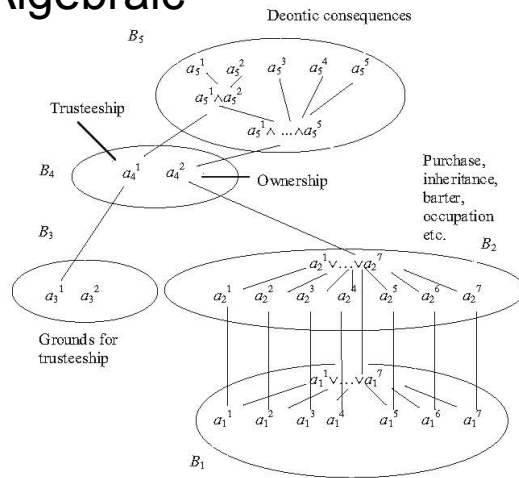 Algebraic
Deontic consequences
B₅
a₅¹ a₅² a₅³ a₅⁴ a₅⁵
a₅¹∧a₅²
Trusteeship
a₅¹∧ ...∧a₅⁵
B₄
a₄¹ a₄²
Ownership
Purchase,
inheritance,
barter,
occupation
etc.
B₃
B₂
a₂¹∨...∨a₂⁷
a₃¹ a₃²
a₂¹ a₂² a₂³ a₂⁴ a₂⁵ a₂⁶ a₂⁷
Grounds for
trusteeship
a₁¹∨...∨a₁⁷
a₁¹ a₁² a₁³ a₁⁴ a₁⁵ a₁⁶ a₁⁷
B₁